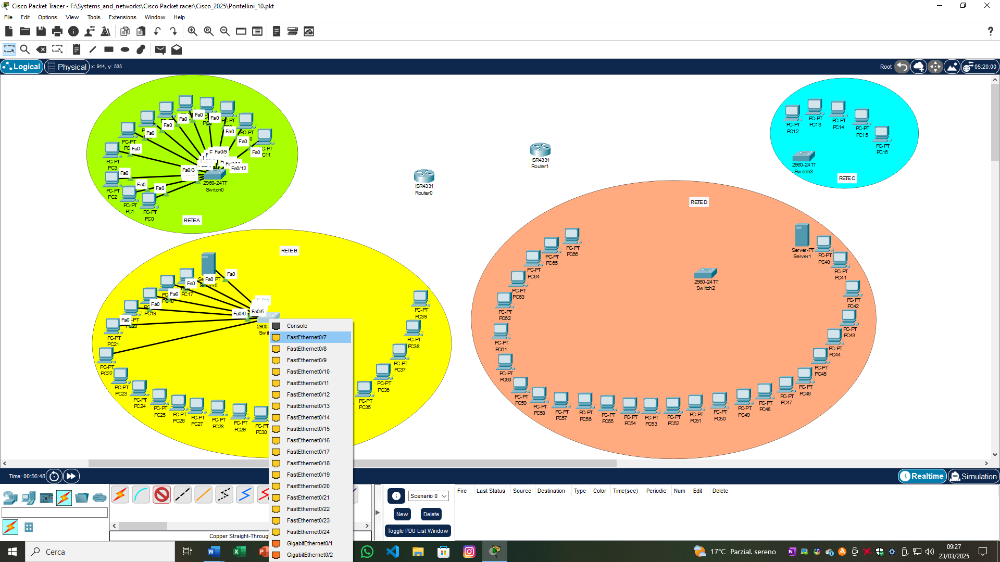 Cisco Packet Tracer - F:\Systems_and_networks\Cisco Packet racer\Cisco_2025\Pontellini_10.pkt
File Edit Options View Tools Extensions Window Help
Logical Physical x: 914, y: 535 Root 05:20:00
PC-PT
PC3
PC-PT
PC2
PC-PT
PC1
PC-PT
PC0
Fa0
Fa0
Fa0
Fa0
Fa0
Fa0
Fa0
Fa0
Fa0
Fa0
Fa0
Fa0
Fa0/3
Fa0/9
Fa0/12
PC11
2960-24TT
Switch0
RETE A
ISR4331
Router0
ISR4331
Router1
PC-PT
PC12
PC-PT
PC13
PC-PT
PC14
PC-PT
PC15
PC-PT
PC16
2960-24TT
Switch3
RETE C
RETE B
Server0
Fa0
Fa0
Fa0
Fa0
Fa0
Fa0
Fa0/6
Fa0/5
PC17
PC18
PC19
PC-PT
PC21
PC-PT
PC22
PC-PT
PC23
PC-PT
PC24
PC-PT
PC25
PC-PT
PC26
PC-PT
PC27
PC-PT
PC28
PC-PT
PC29
PC-PT
PC30
PC-PT
PC35
PC-PT
PC36
PC-PT
PC37
PC-PT
PC38
PC-PT
PC39
RETE D
Server-PT
Server1
PC-PT
PC40
PC-PT
PC41
PC-PT
PC42
PC-PT
PC43
PC-PT
PC44
PC-PT
PC45
PC-PT
PC46
PC-PT
PC47
PC-PT
PC48
PC-PT
PC49
PC-PT
PC50
PC-PT
PC51
PC-PT
PC52
PC-PT
PC53
PC-PT
PC54
PC-PT
PC55
PC-PT
PC56
PC-PT
PC57
PC-PT
PC58
PC-PT
PC59
PC-PT
PC60
PC-PT
PC61
PC-PT
PC62
PC-PT
PC63
PC-PT
PC64
PC-PT
PC65
PC-PT
PC66
2960-24TT
Switch2
Console
FastEthernet0/7
FastEthernet0/8
FastEthernet0/9
FastEthernet0/10
FastEthernet0/11
FastEthernet0/12
FastEthernet0/13
FastEthernet0/14
FastEthernet0/15
FastEthernet0/16
FastEthernet0/17
FastEthernet0/18
FastEthernet0/19
FastEthernet0/20
FastEthernet0/21
FastEthernet0/22
FastEthernet0/23
FastEthernet0/24
GigabitEthernet0/1
GigabitEthernet0/2
Time: 00:56:48 Realtime Simulation
Copper Straight-Throug
Scenario 0
New Delete
Toggle PDU List Window
Fire Last Status Source Destination Type Color Time(sec) Periodic Num Edit Delete
Cerca
17°C Parzial. sereno
09:27
23/03/2025